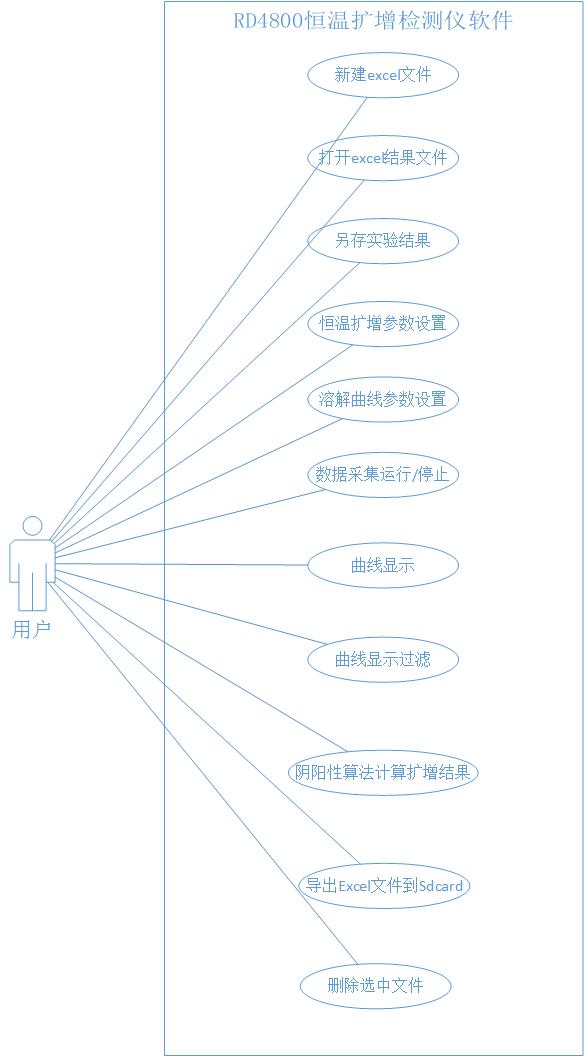 RD4800恒温扩增检测仪软件
新建excel文件
打开excel结果文件
另存实验结果
恒温扩增参数设置
溶解曲线参数设置
数据采集运行/停止
曲线显示
用户
曲线显示过滤
阴阳性算法计算扩增结果
导出Excel文件到Sdcard
删除选中文件